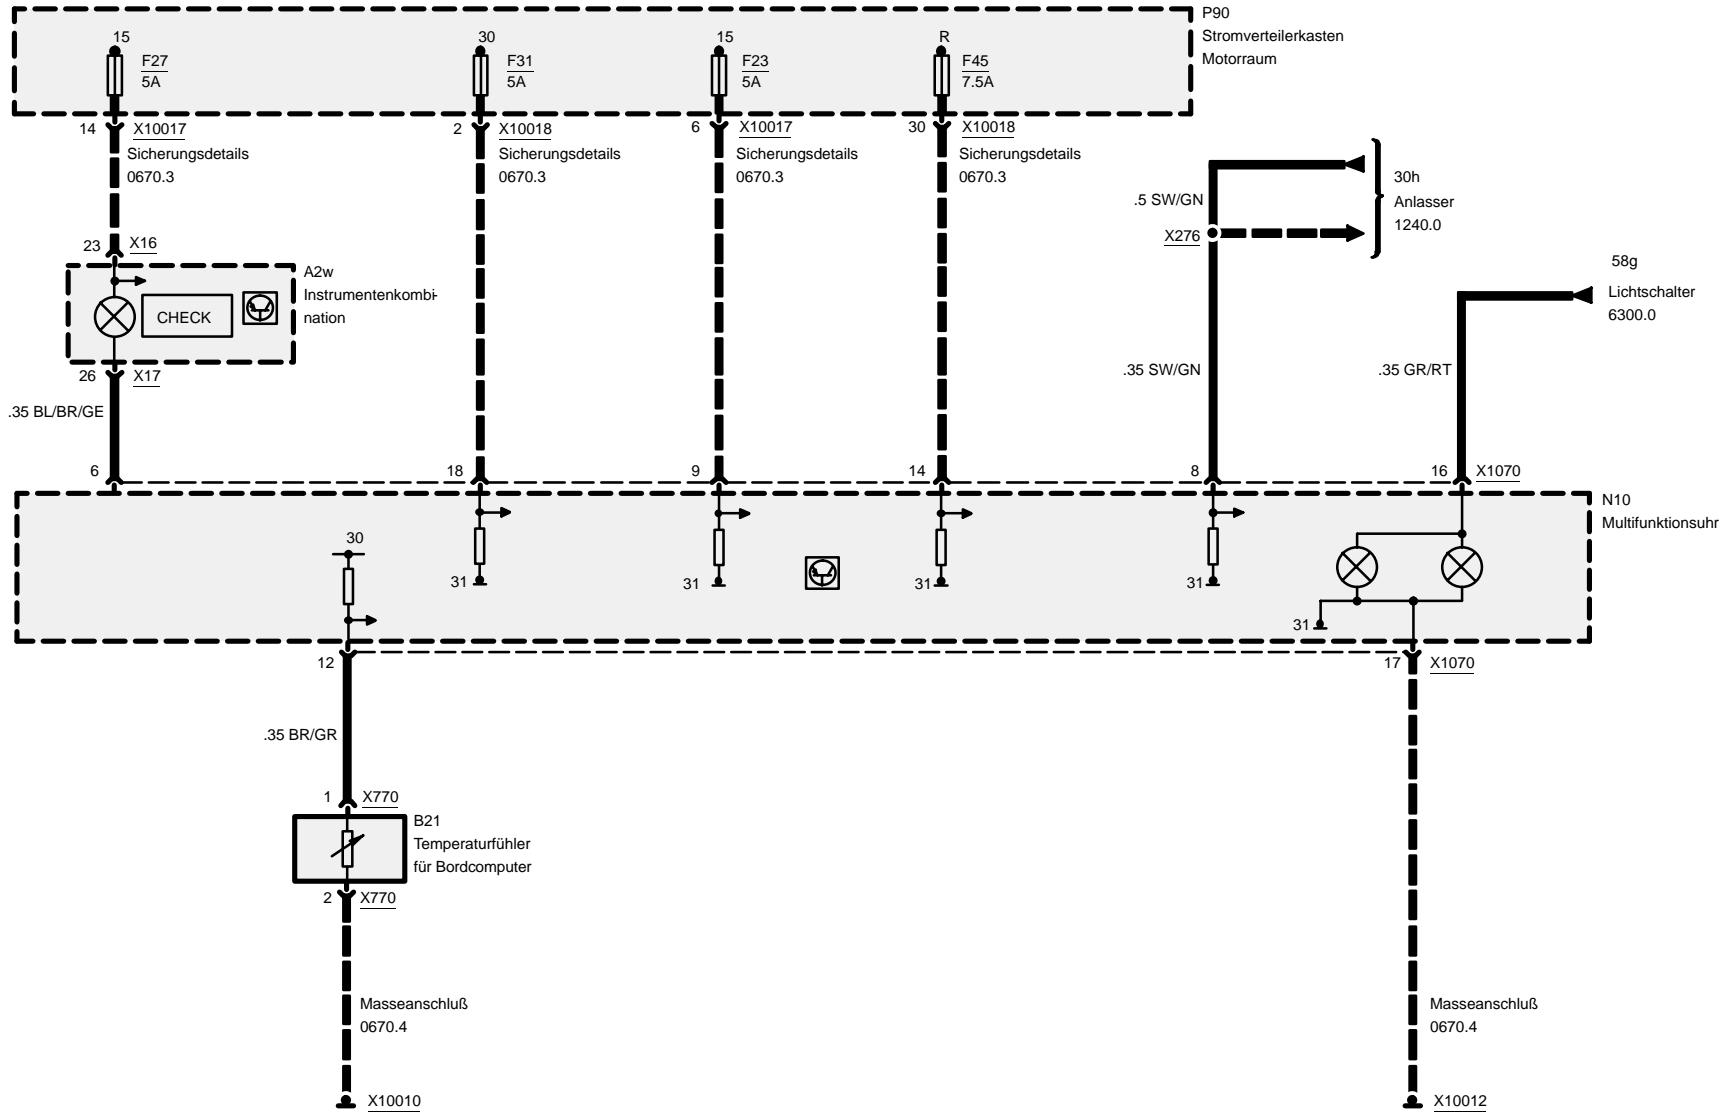 P90
Stromverteilerkasten
Motorraum
15
F27
5A
30
F31
5A
15
F23
5A
R
F45
7.5A
14
X10017
Sicherungsdetails
0670.3
2
X10018
Sicherungsdetails
0670.3
6
X10017
Sicherungsdetails
0670.3
30
X10018
Sicherungsdetails
0670.3
30h
Anlasser
1240.0
.5 SW/GN
X276
23
X16
A2w
Instrumentenkombi-
nation
CHECK
26
X17
.35 BL/BR/GE
.35 SW/GN
58g
Lichtschalter
6300.0
.35 GR/RT
6
18
9
14
8
16
X1070
N10
Multifunktionsuhr
30
31
31
31
31
31
12
17
X1070
.35 BR/GR
1
X770
B21
Temperaturfühler
für Bordcomputer
2
X770
Masseanschluß
0670.4
X10010
Masseanschluß
0670.4
X10012